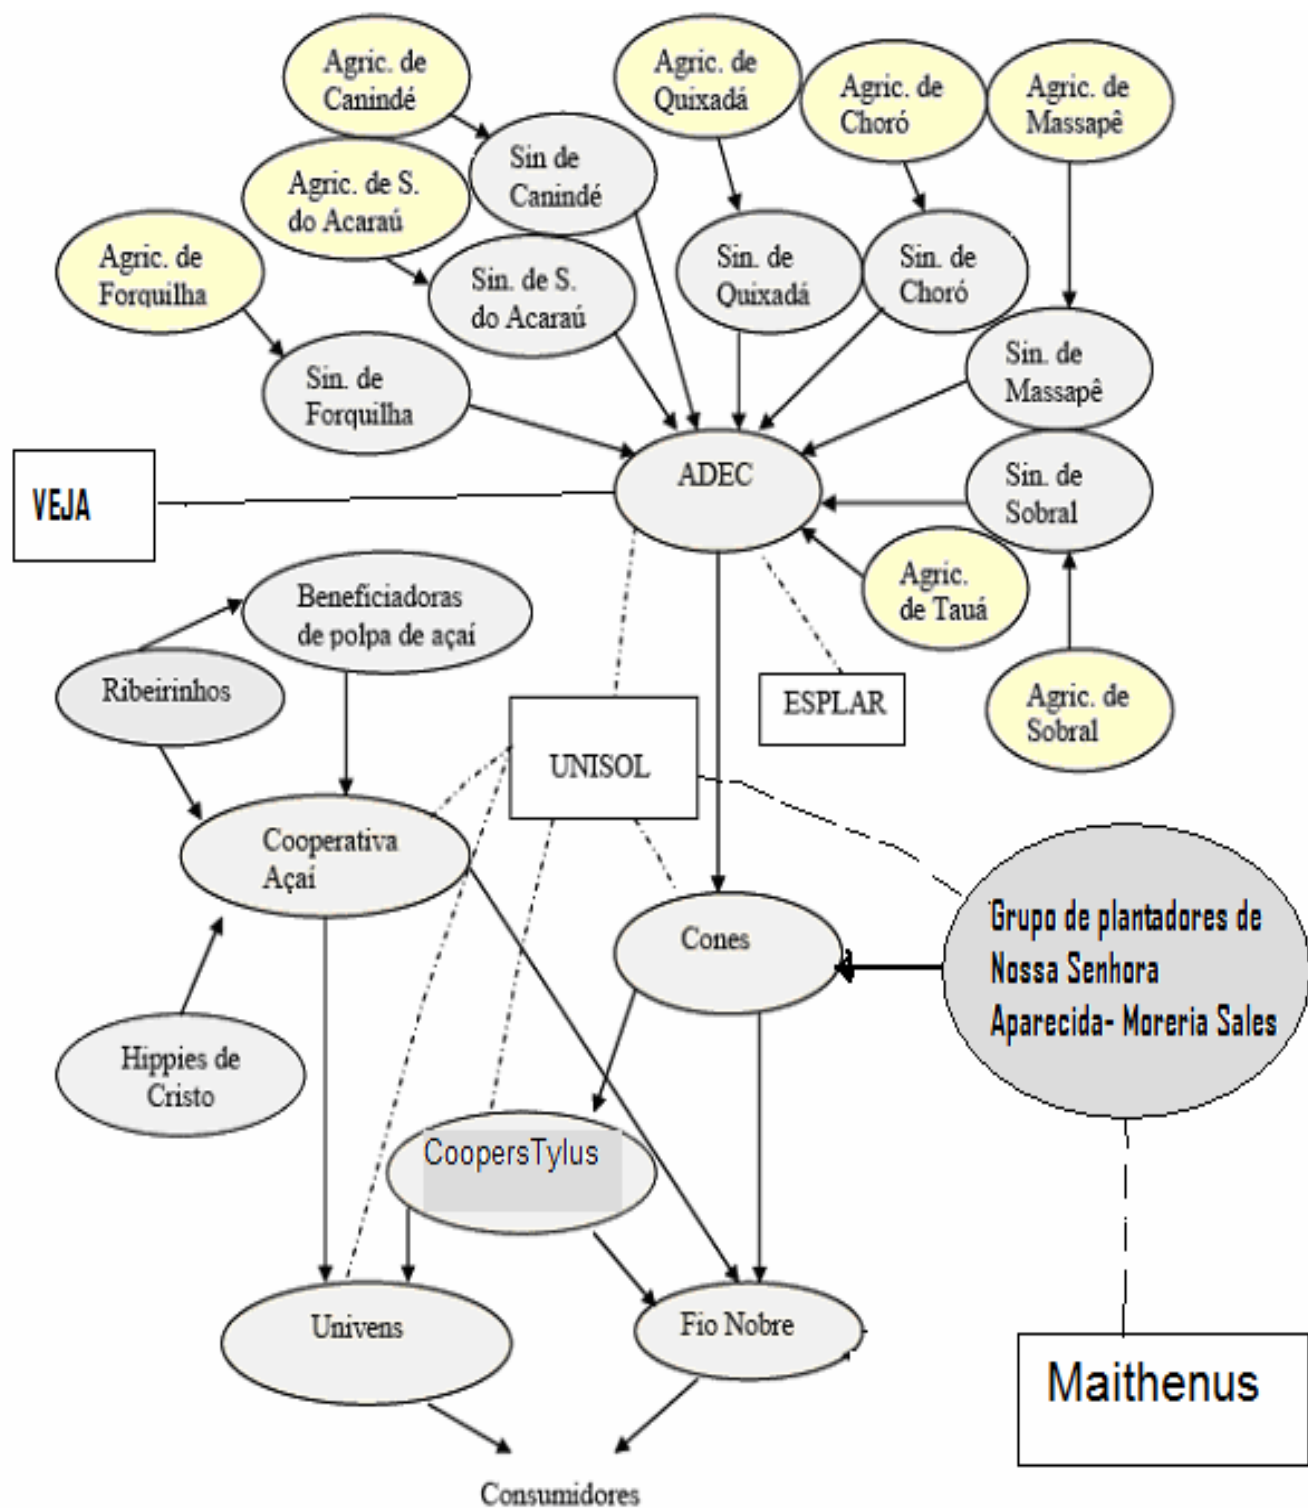 Agric. de
Canindé
Agric. de
Quixadá
Agric. de
Choró
Agric. de
Massapê
Sin de
Canindé
Agric. de S.
do Acaraú
Agric. de
Forquilha
Sin. de S.
do Acaraú
Sin. de
Quixadá
Sin. de
Choró
Sin. de
Forquilha
Sin. de
Massapê
ADEC
Sin. de
Sobral
VEJA
Agric.
de Tauá
Beneficiadoras
de polpa de açaí
Ribeirinhos
ESPLAR
Agric. de
Sobral
UNISOL
Cooperativa
Açaí
Cones
Grupo de plantadores de
Nossa Senhora
Aparecida- Moreria Sales
Hippies de
Cristo
CoopersTylus
Univens
Fio Nobre
Maithenus
Consumidores